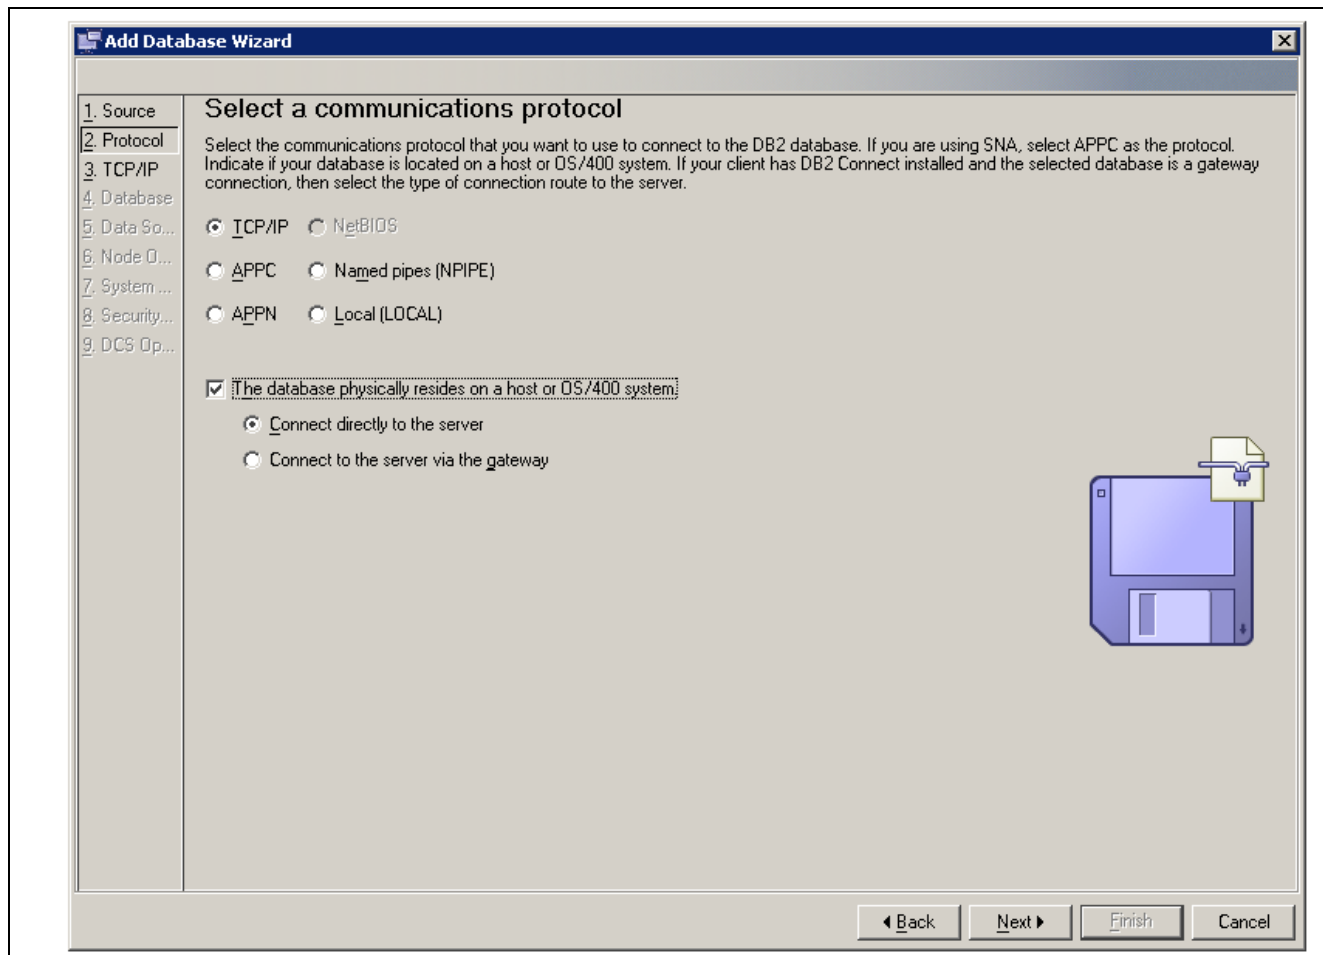 Add Database Wizard
1. Source
2. Protocol
3. TCP/IP
4. Database
5. Data So...
6. Node O...
7. System ...
8. Security...
9. DCS Op...
Select a communications protocol
Select the communications protocol that you want to use to connect to the DB2 database. If you are using SNA, select APPC as the protocol.
Indicate if your database is located on a host or OS/400 system. If your client has DB2 Connect installed and the selected database is a gateway
connection, then select the type of connection route to the server.
TCP/IP NetBIOS
APPC Named pipes (NPIPE)
APPN Local (LOCAL)
The database physically resides on a host or OS/400 system.
Connect directly to the server
Connect to the server via the gateway
Back Next Finish Cancel